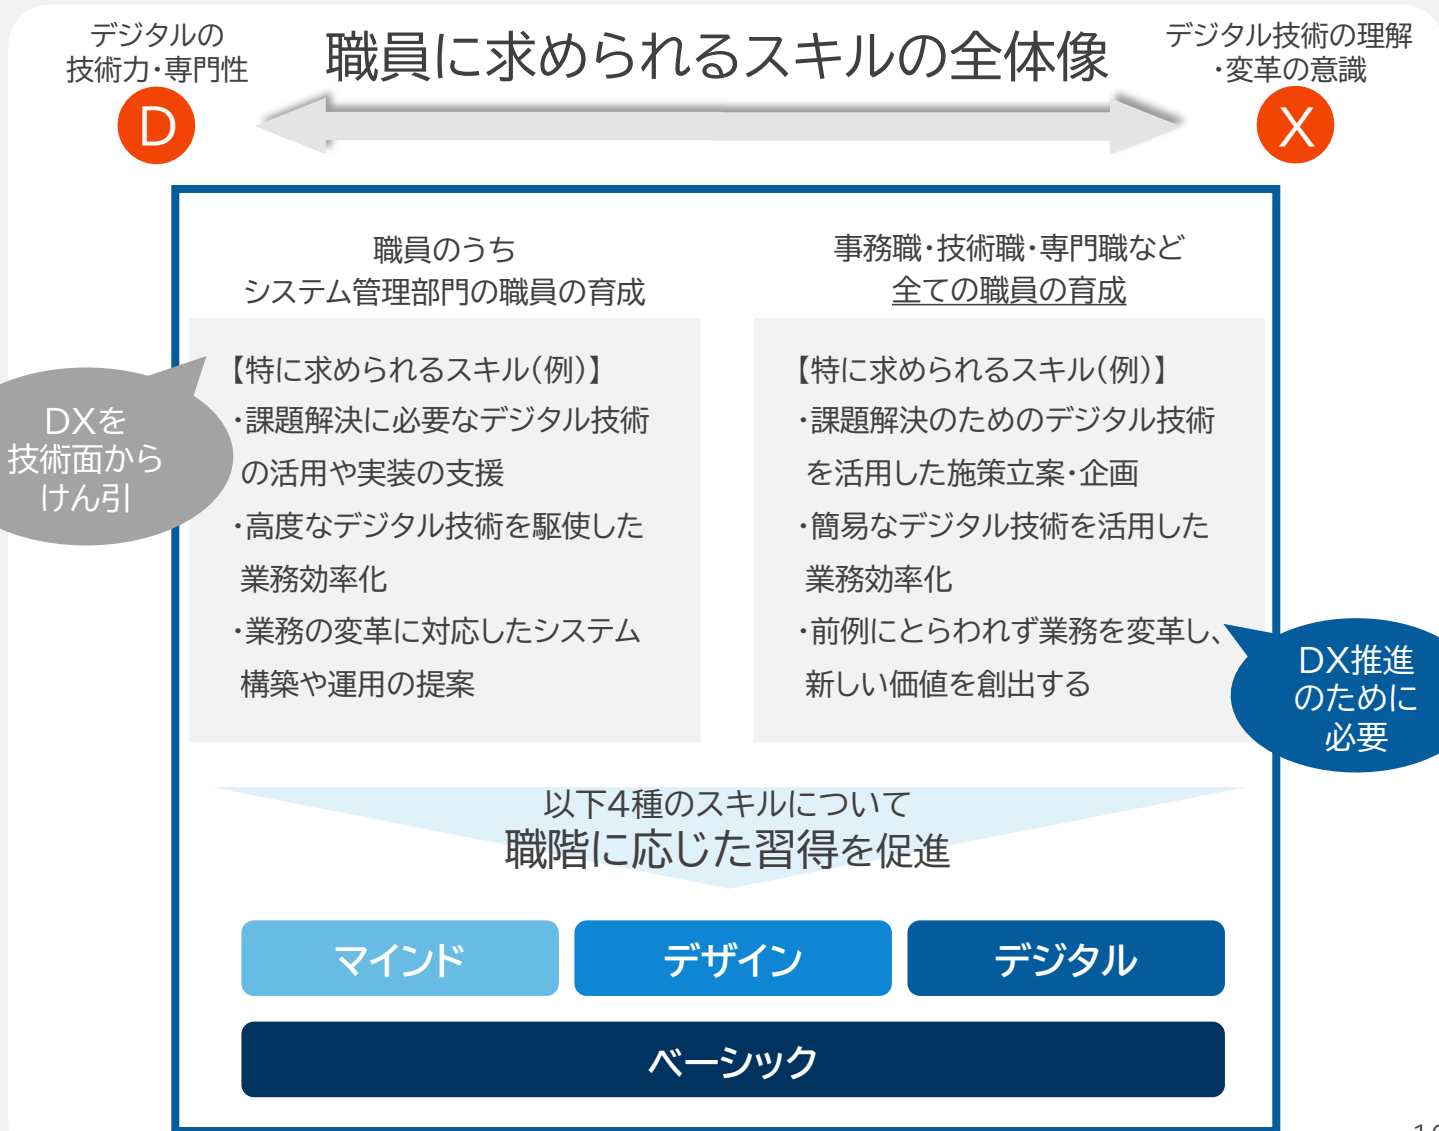 デジタルの
技術力・専門性
D
職員に求められるスキルの全体像
デジタル技術の理解
・変革の意識
X
職員のうち
システム管理部門の職員の育成
【特に求められるスキル(例)】
・課題解決に必要なデジタル技術
の活用や実装の支援
・高度なデジタル技術を駆使した
業務効率化
・業務の変革に対応したシステム
構築や運用の提案
DXを
技術面から
けん引
事務職・技術職・専門職など
全ての職員の育成
【特に求められるスキル(例)】
・課題解決のためのデジタル技術
を活用した施策立案・企画
・簡易なデジタル技術を活用した
業務効率化
・前例にとらわれず業務を変革し、
新しい価値を創出する
DX推進
のために
必要
以下4種のスキルについて
職階に応じた習得を促進
マインド
デザイン
デジタル
ベーシック